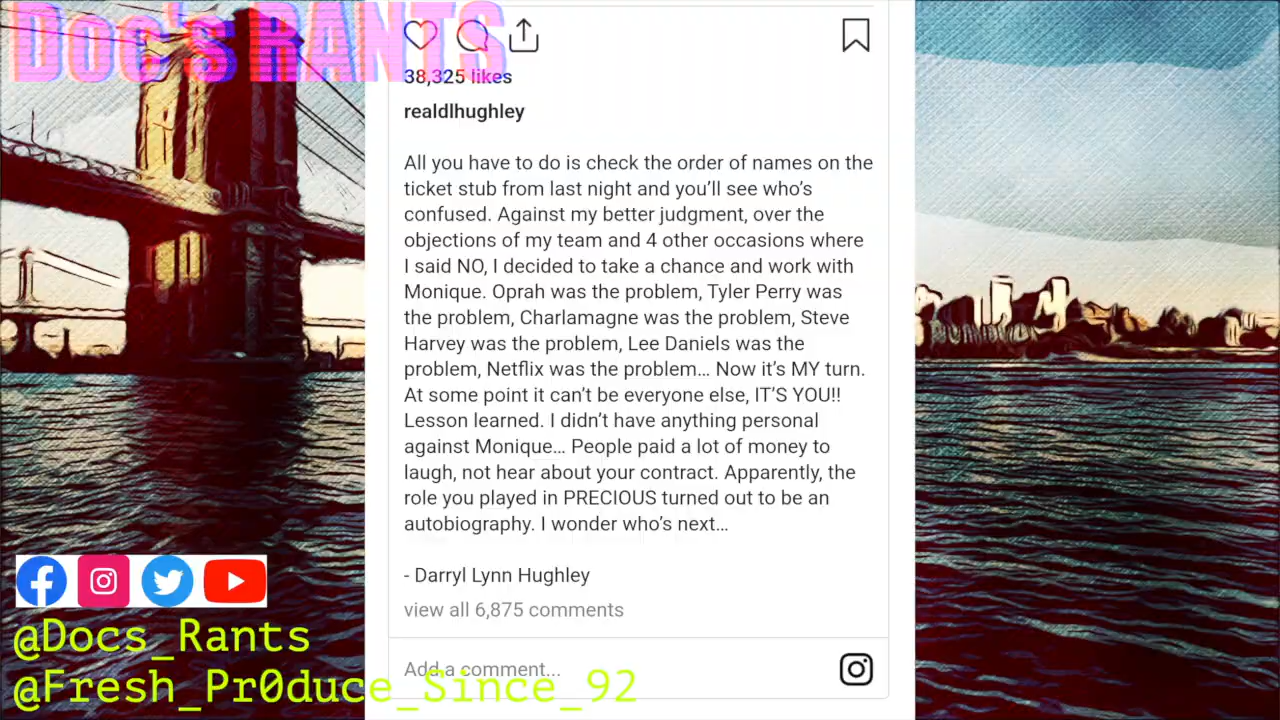 Doc's RANTS
38,325 likes
realdlhughley
All you have to do is check the order of names on the
ticket stub from last night and you’ll see who’s
confused. Against my better judgment, over the
objections of my team and 4 other occasions where
I said NO, I decided to take a chance and work with
Monique. Oprah was the problem, Tyler Perry was
the problem, Charlamagne was the problem, Steve
Harvey was the problem, Lee Daniels was the
problem, Netflix was the problem… Now it’s MY turn.
At some point it can’t be everyone else, IT’S YOU!!
Lesson learned. I didn’t have anything personal
against Monique… People paid a lot of money to
laugh, not hear about your contract. Apparently, the
role you played in PRECIOUS turned out to be an
autobiography. I wonder who’s next…
- Darryl Lynn Hughley
view all 6,875 comments
Add a comment...
@Docs_Rants
@Fresh_Pr0duce_Since_92